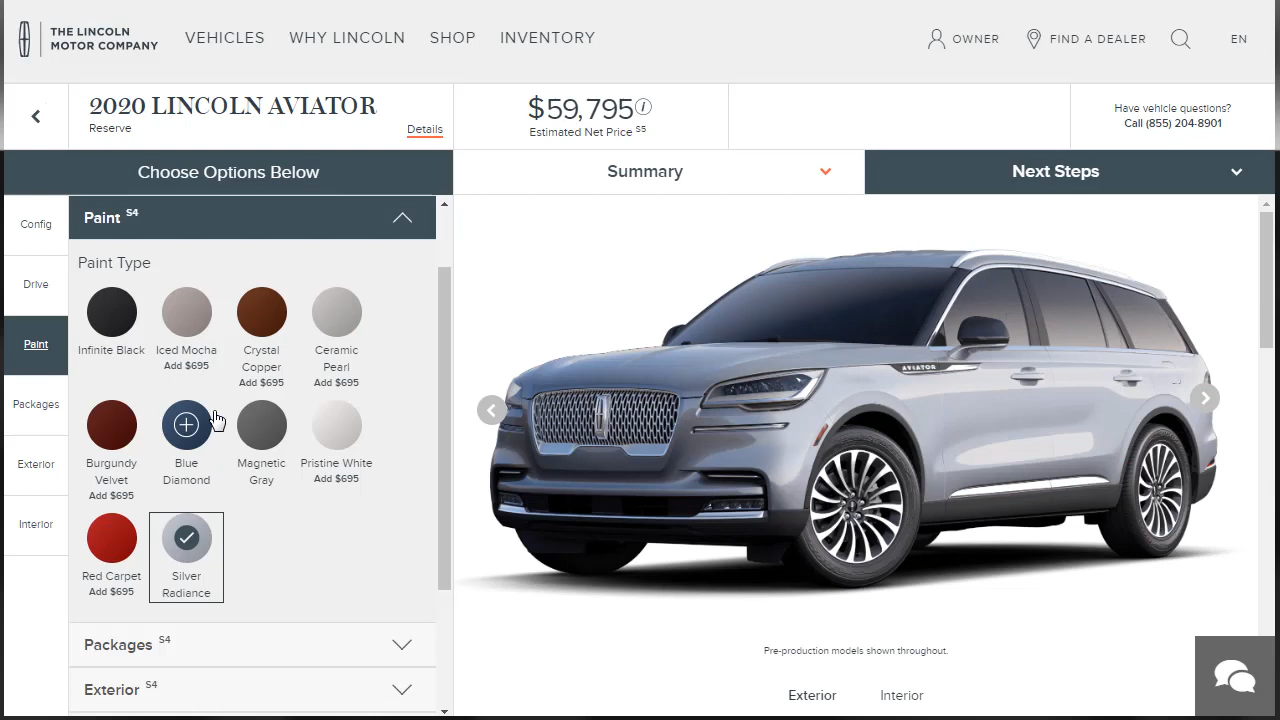 THE LINCOLN
MOTOR COMPANY
VEHICLES
WHY LINCOLN
SHOP
INVENTORY
OWNER
FIND A DEALER
EN
2020 LINCOLN AVIATOR
Reserve
Details
$59,795 i
Estimated Net Price S5
Have vehicle questions?
Call (855) 204-8901
Choose Options Below
Summary
Next Steps
Config
Drive
Paint
Packages
Exterior
Interior
Paint S4
Paint Type
Infinite Black
Iced Mocha
Add $695
Crystal
Copper
Add $695
Ceramic
Pearl
Add $695
Burgundy
Velvet
Add $695
Blue
Diamond
Magnetic
Gray
Pristine White
Add $695
Red Carpet
Add $695
Silver
Radiance
Packages S4
Exterior S4
AVIATOR
Pre-production models shown throughout.
Exterior
Interior